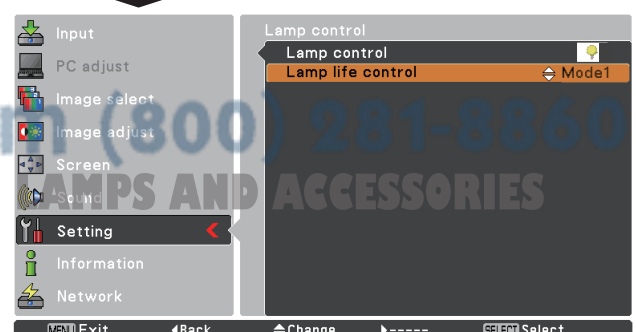 Input
PC adjust
Image select
Image adjust
Screen
Sound
Setting
Information
Network
Lamp control
Lamp control
Lamp life control Mode1
m (800) 281-8860
LAMPS AND ACCESSORIES
MENU Exit ◀Back Change ▶----- SELECT Select